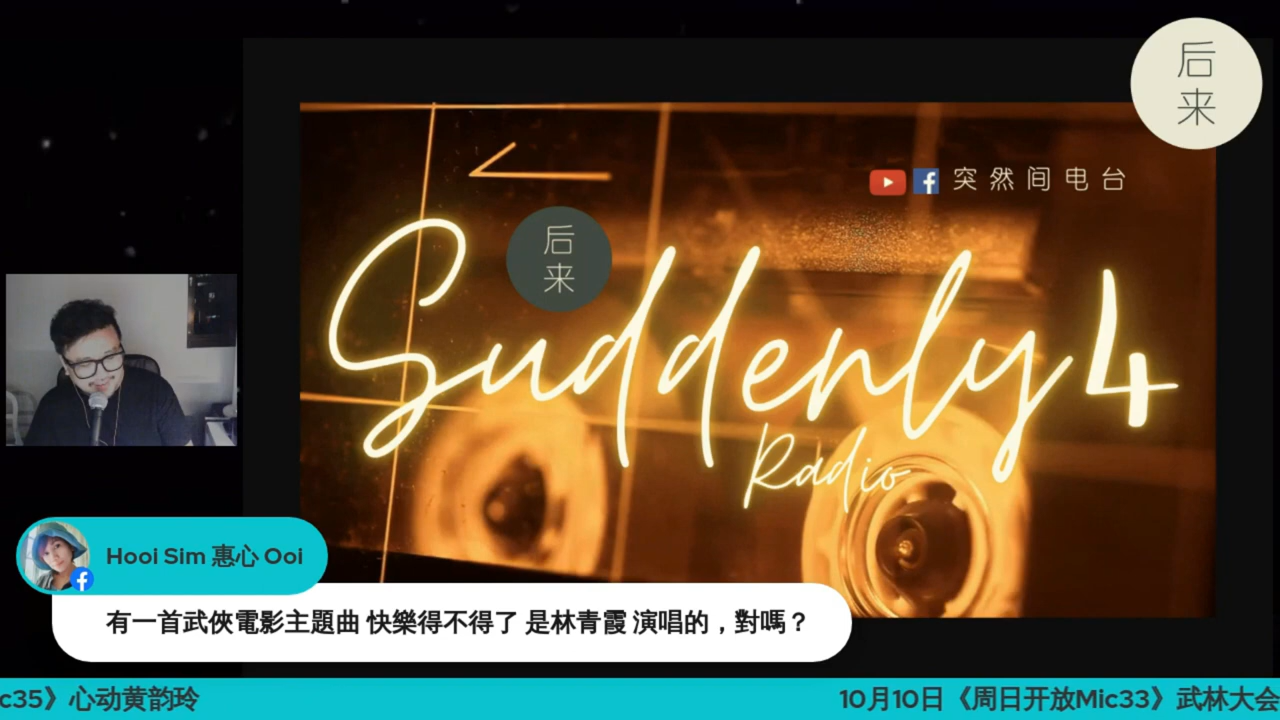 后
来
突然间电台
后
来
Suddenly4
Radio
Hooi Sim 惠心 Ooi
有一首武俠電影主題曲 快樂得不得了 是林青霞 演唱的，對嗎？
c35》心动黄韵玲
10月10日《周日开放Mic33》武林大会